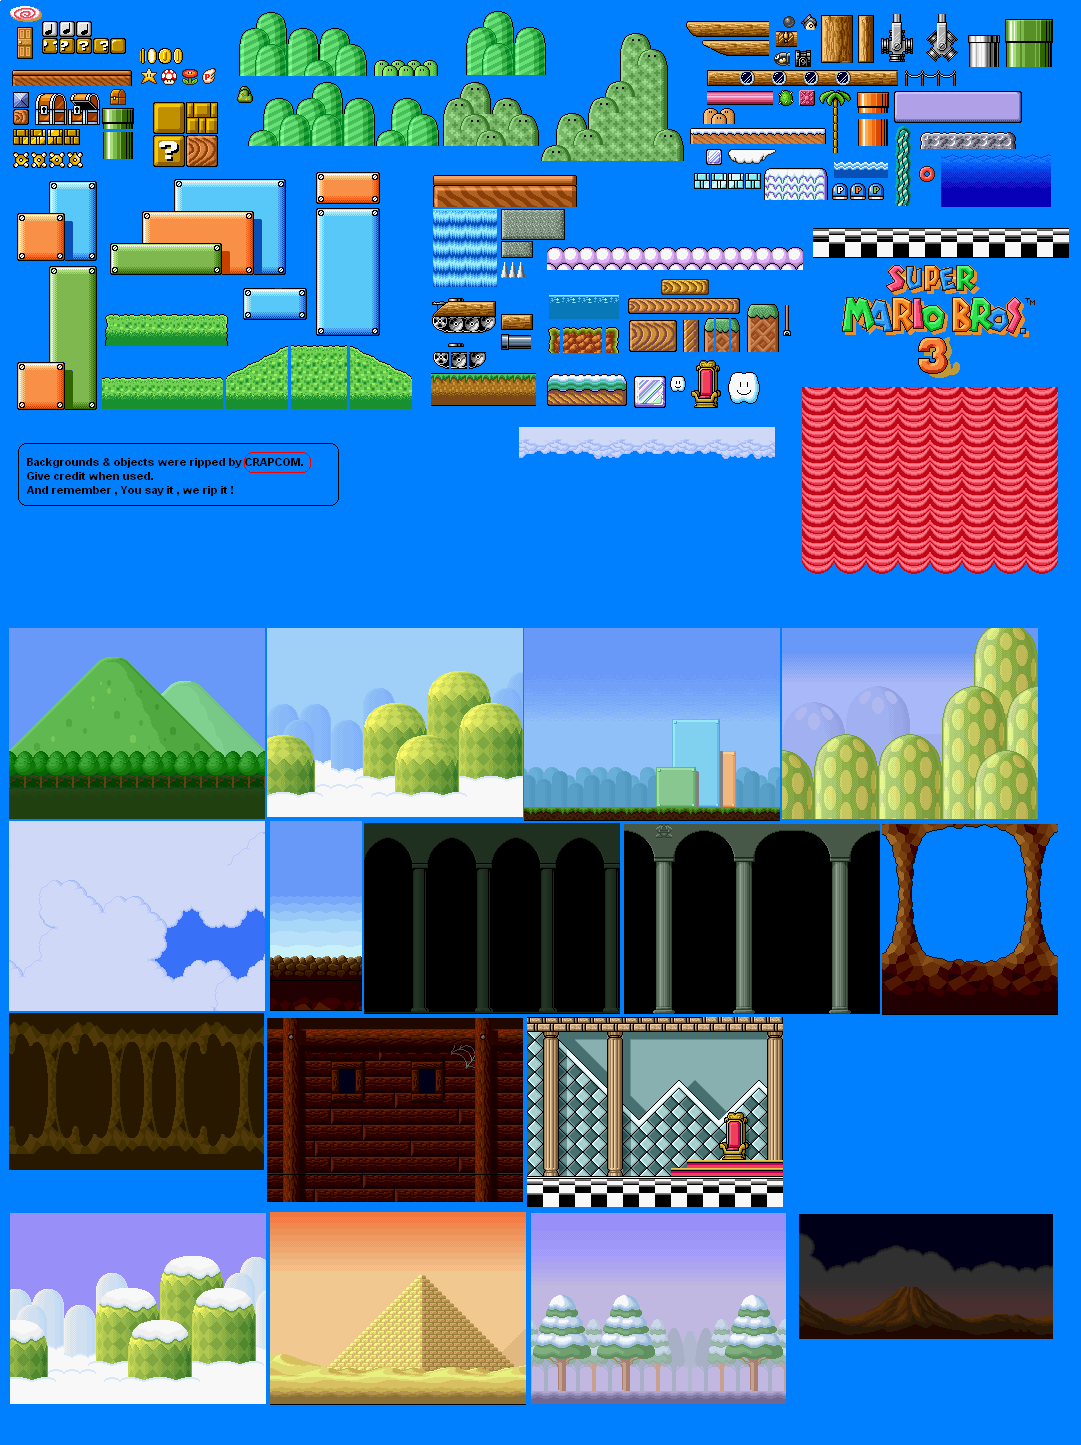 SUPER
MARIO BROS.™
3
P P P
?
Backgrounds & objects were ripped by CRAPCOM.
Give credit when used.
And remember , You say it , we rip it !